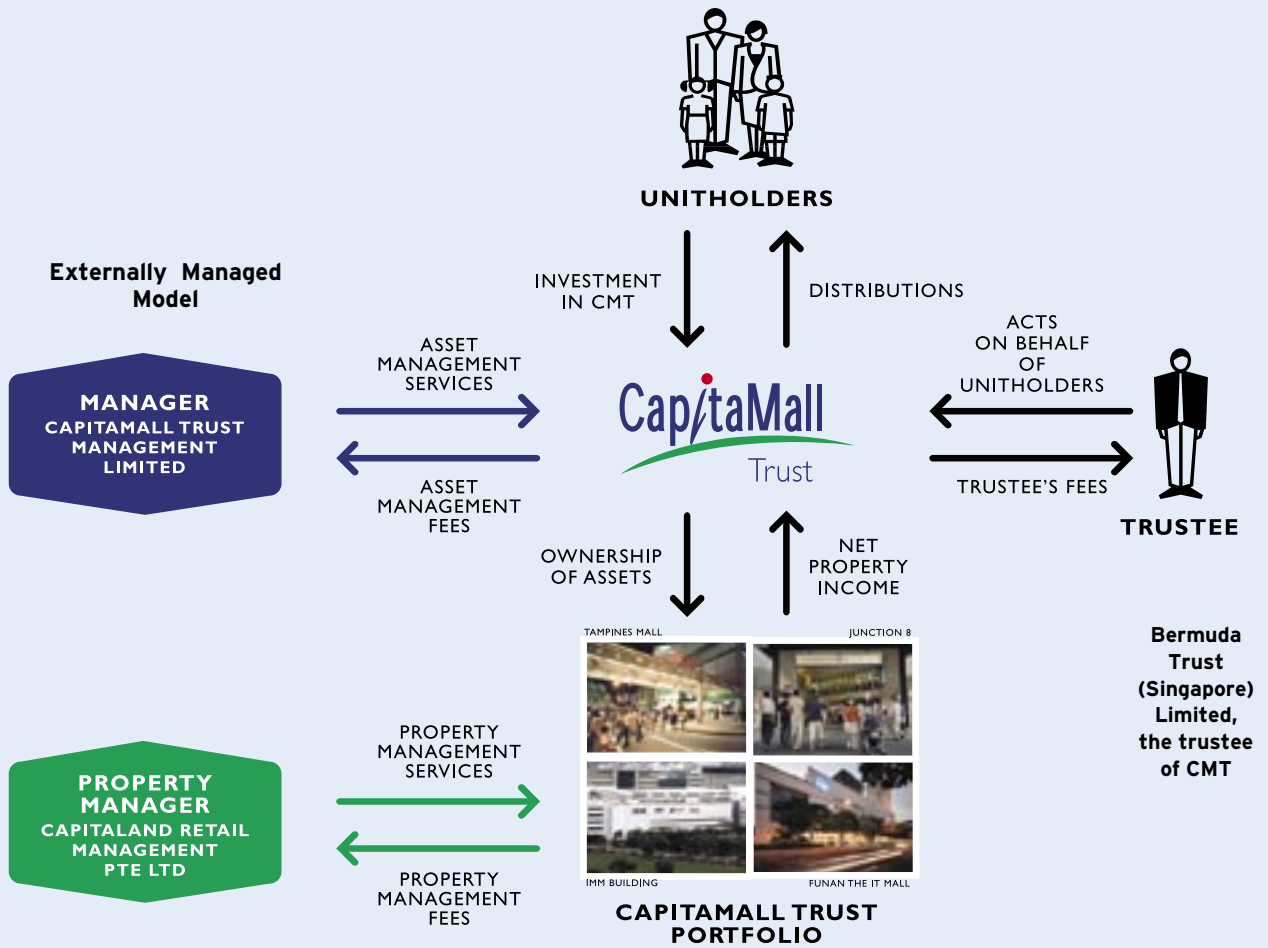 UNITHOLDERS
Externally Managed
Model
INVESTMENT
IN CMT
DISTRIBUTIONS
ACTS
ON BEHALF
OF
UNITHOLDERS
ASSET
MANAGEMENT
SERVICES
MANAGER
CAPITAMALL TRUST
MANAGEMENT
LIMITED
CapitaMall
Trust
ASSET
MANAGEMENT
FEES
TRUSTEE'S FEES
TRUSTEE
OWNERSHIP
OF ASSETS
NET
PROPERTY
INCOME
Bermuda
Trust
(Singapore)
Limited,
the trustee
of CMT
TAMPINES MALL
JUNCTION 8
PROPERTY
MANAGEMENT
SERVICES
PROPERTY
MANAGER
CAPITALAND RETAIL
MANAGEMENT
PTE LTD
PROPERTY
MANAGEMENT
FEES
IMM BUILDING
FUNAN THE IT MALL
CAPITAMALL TRUST
PORTFOLIO